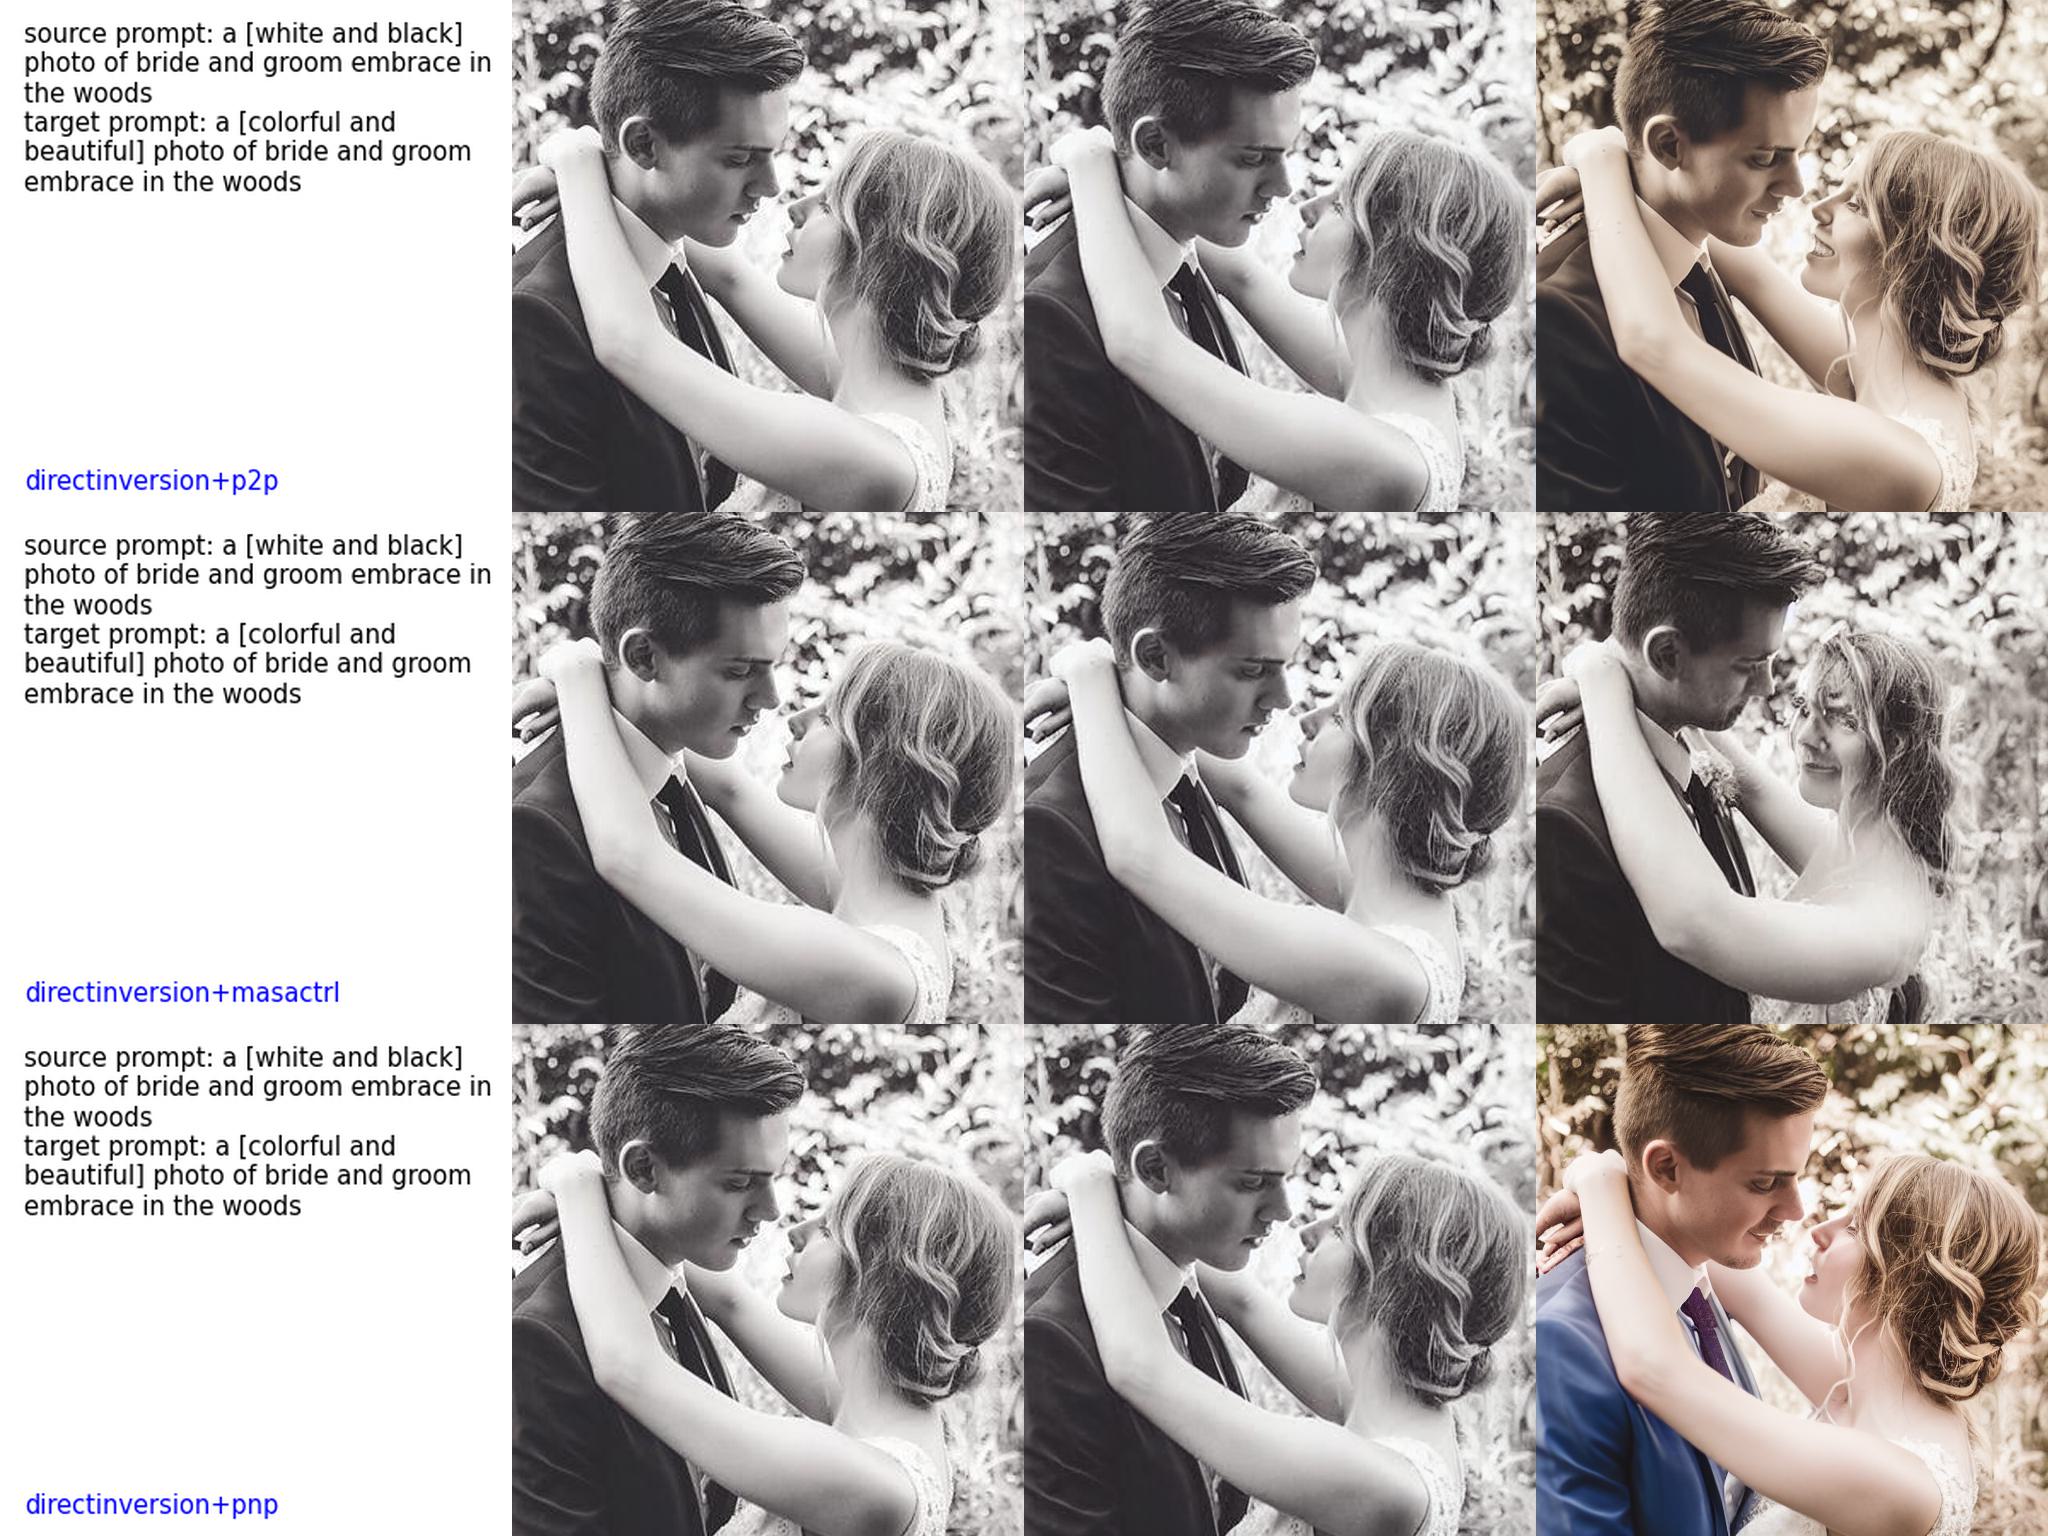 source prompt: a [white and black]
photo of bride and groom embrace in
the woods
target prompt: a [colorful and
beautiful] photo of bride and groom
embrace in the woods
directinversion+p2p
source prompt: a [white and black]
photo of bride and groom embrace in
the woods
target prompt: a [colorful and
beautiful] photo of bride and groom
embrace in the woods
directinversion+masactrl
source prompt: a [white and black]
photo of bride and groom embrace in
the woods
target prompt: a [colorful and
beautiful] photo of bride and groom
embrace in the woods
directinversion+pnp